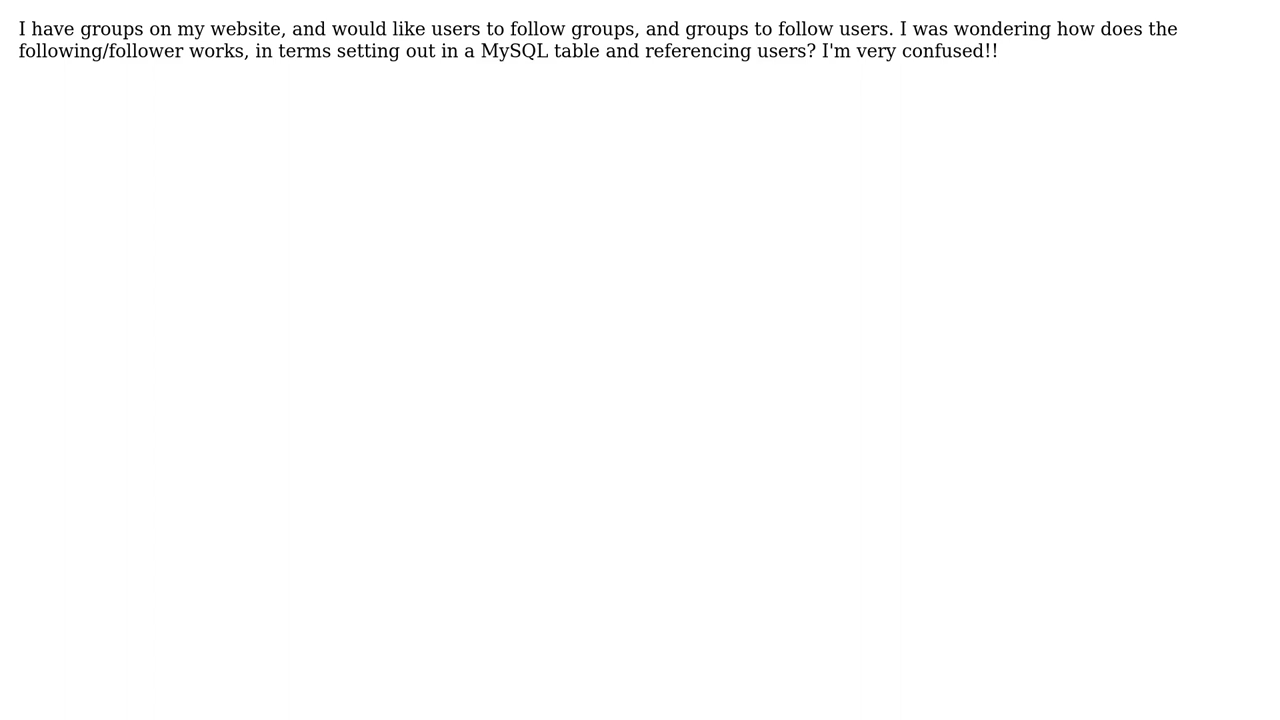 I have groups on my website, and would like users to follow groups, and groups to follow users. I was wondering how does the
following/follower works, in terms setting out in a MySQL table and referencing users? I'm very confused!!